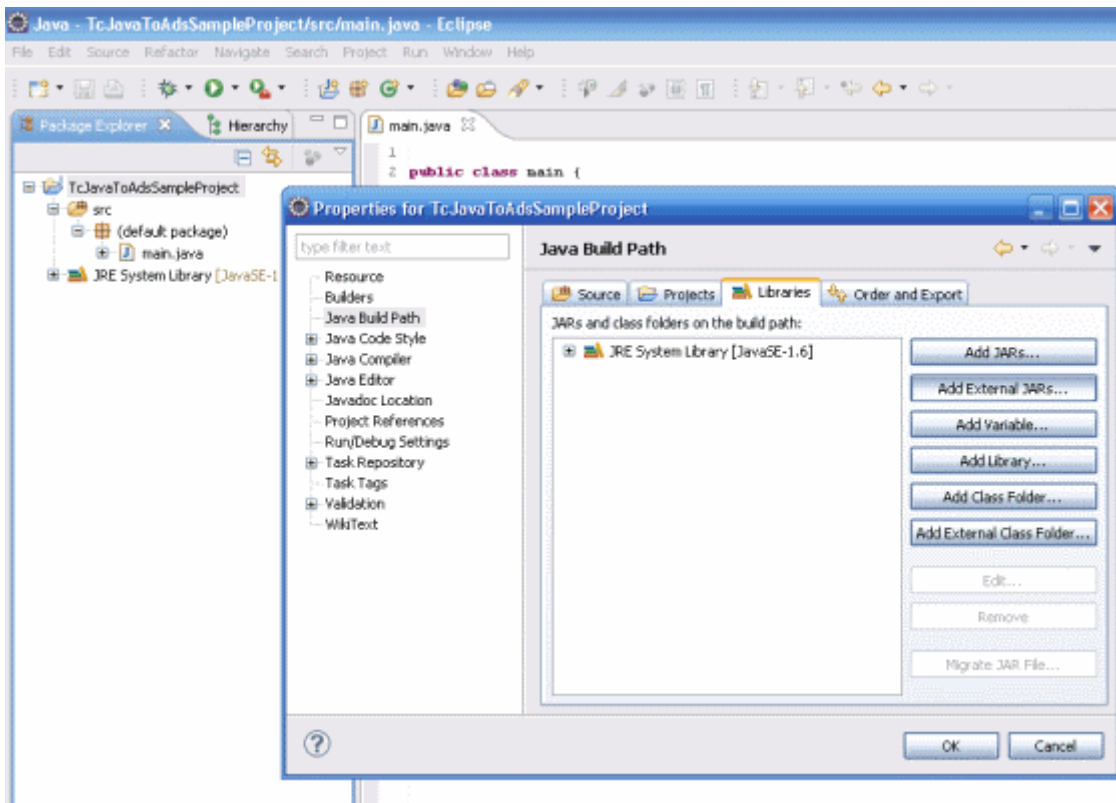 Java - TcJavaToAdsSampleProject/src/main.java - Eclipse
File Edit Source Refactor Navigate Search Project Run Window Help
Package Explorer Hierarchy
main.java
TcJavaToAdsSampleProject
src
(default package)
main.java
JRE System Library [JavaSE-1
1
2 public class main {
Properties for TcJavaToAdsSampleProject
type filter text
Resource
Builders
Java Build Path
Java Code Style
Java Compiler
Java Editor
Javadoc Location
Project References
Run/Debug Settings
Task Repository
Task Tags
Validation
WikiText
Java Build Path
Source Projects Libraries Order and Export
JARs and class folders on the build path:
JRE System Library [JavaSE-1.6]
Add JARs...
Add External JARs...
Add Variable...
Add Library...
Add Class Folder...
Add External Class Folder...
Edit...
Remove
Migrate JAR File...
OK Cancel